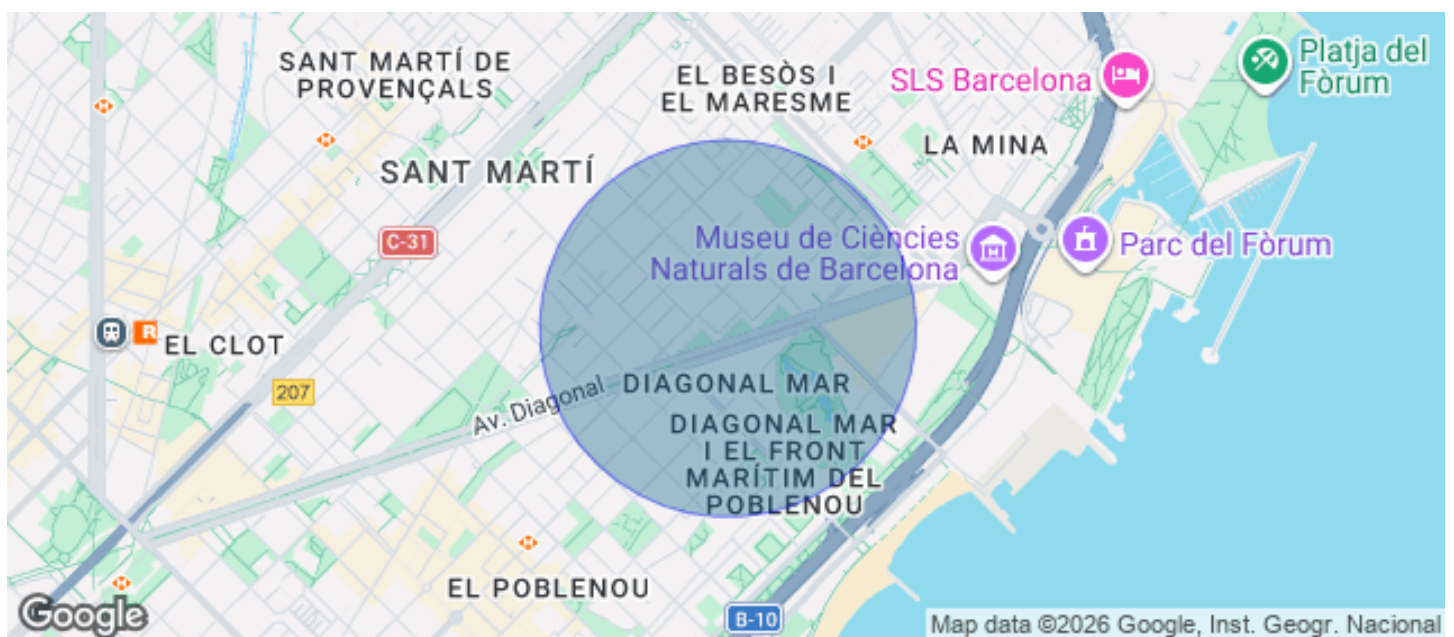 SANT MARTÍ DE
PROVENÇALS
EL BESÒS I
EL MARESME
SLS Barcelona
Platja del
Fòrum
LA MINA
SANT MARTÍ
C-31
Museu de Ciències
Naturals de Barcelona
Parc del Fòrum
R
EL CLOT
207
Av. Diagonal
DIAGONAL MAR
DIAGONAL MAR
I EL FRONT
MARÍTIM DEL
POBLENOU
EL POBLENOU
B-10
Google
Map data ©2026 Google, Inst. Geogr. Nacional